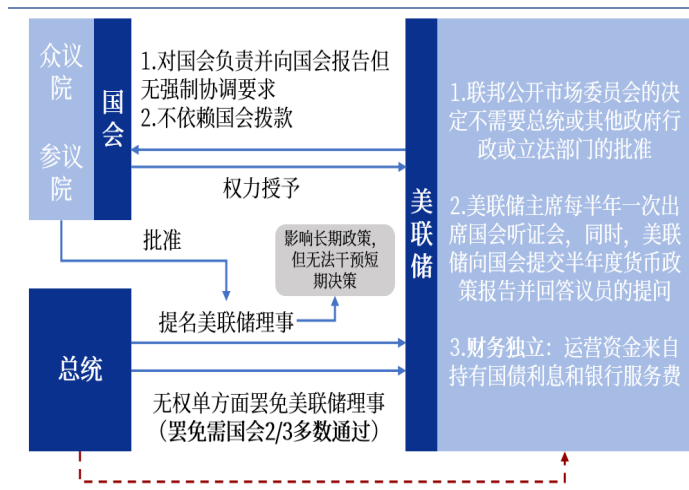 众议
院
国
会
参议
院
1.对国会负责并向国会报告但
无强制协调要求
2.不依赖国会拨款
权力授予
批准
影响长期政策，
但无法干预短
期决策
提名美联储理事
总统
无权单方面罢免美联储理事
（罢免需国会2/3多数通过）
美
联
储
1.联邦公开市场委员会的决
定不需要总统或其他政府行
政或立法部门的批准
2.美联储主席每半年一次出
席国会听证会，同时，美联
储向国会提交半年度货币政
策报告并回答议员的提问
3.财务独立：运营资金来自
持有国债利息和银行服务费